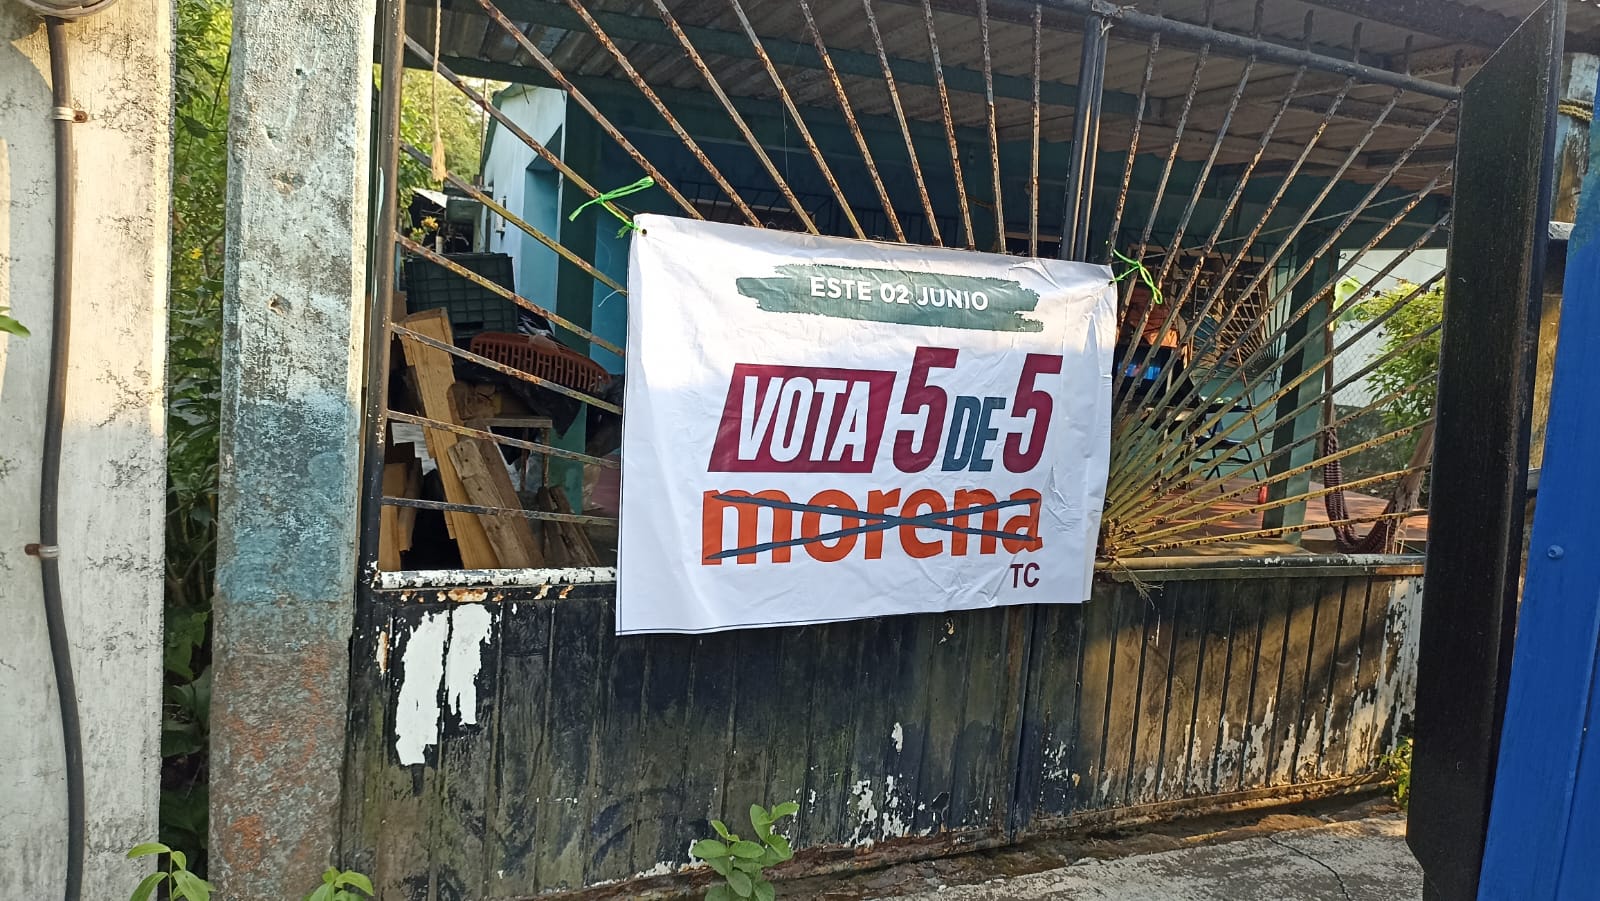 ESTE 02 JUNIO
VOTA 5 DE 5
morena
TC